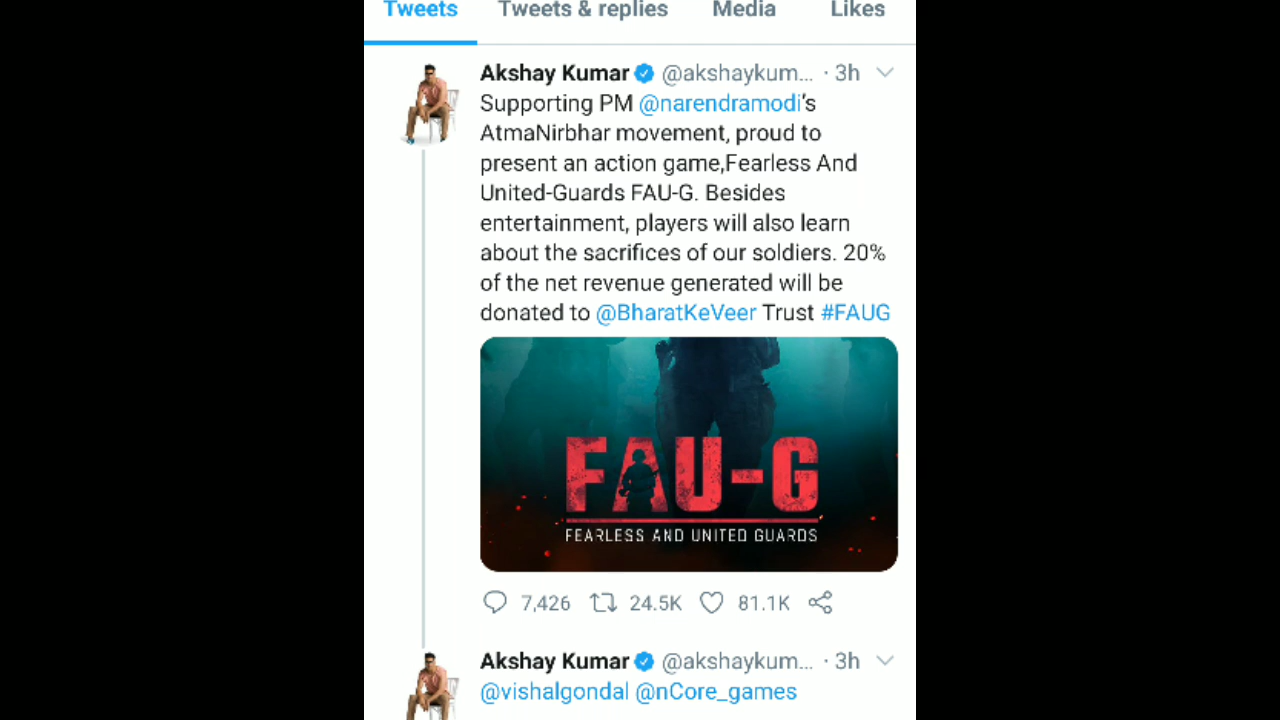 Tweets Tweets & replies Media Likes
Akshay Kumar @akshaykum... · 3h
Supporting PM @narendramodi's
AtmaNirbhar movement, proud to
present an action game,Fearless And
United-Guards FAU-G. Besides
entertainment, players will also learn
about the sacrifices of our soldiers. 20%
of the net revenue generated will be
donated to @BharatKeVeer Trust #FAUG
FAU-G
FEARLESS AND UNITED GUARDS
7,426 24.5K 81.1K
Akshay Kumar @akshaykum... · 3h
@vishalgondal @nCore_games